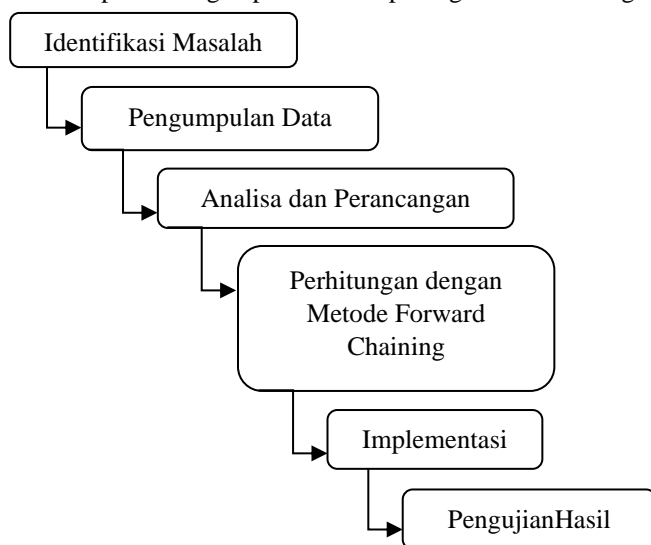 Identifikasi Masalah
Pengumpulan Data
Analisa dan Perancangan
Perhitungan dengan
Metode Forward
Chaining
Implementasi
PengujianHasil